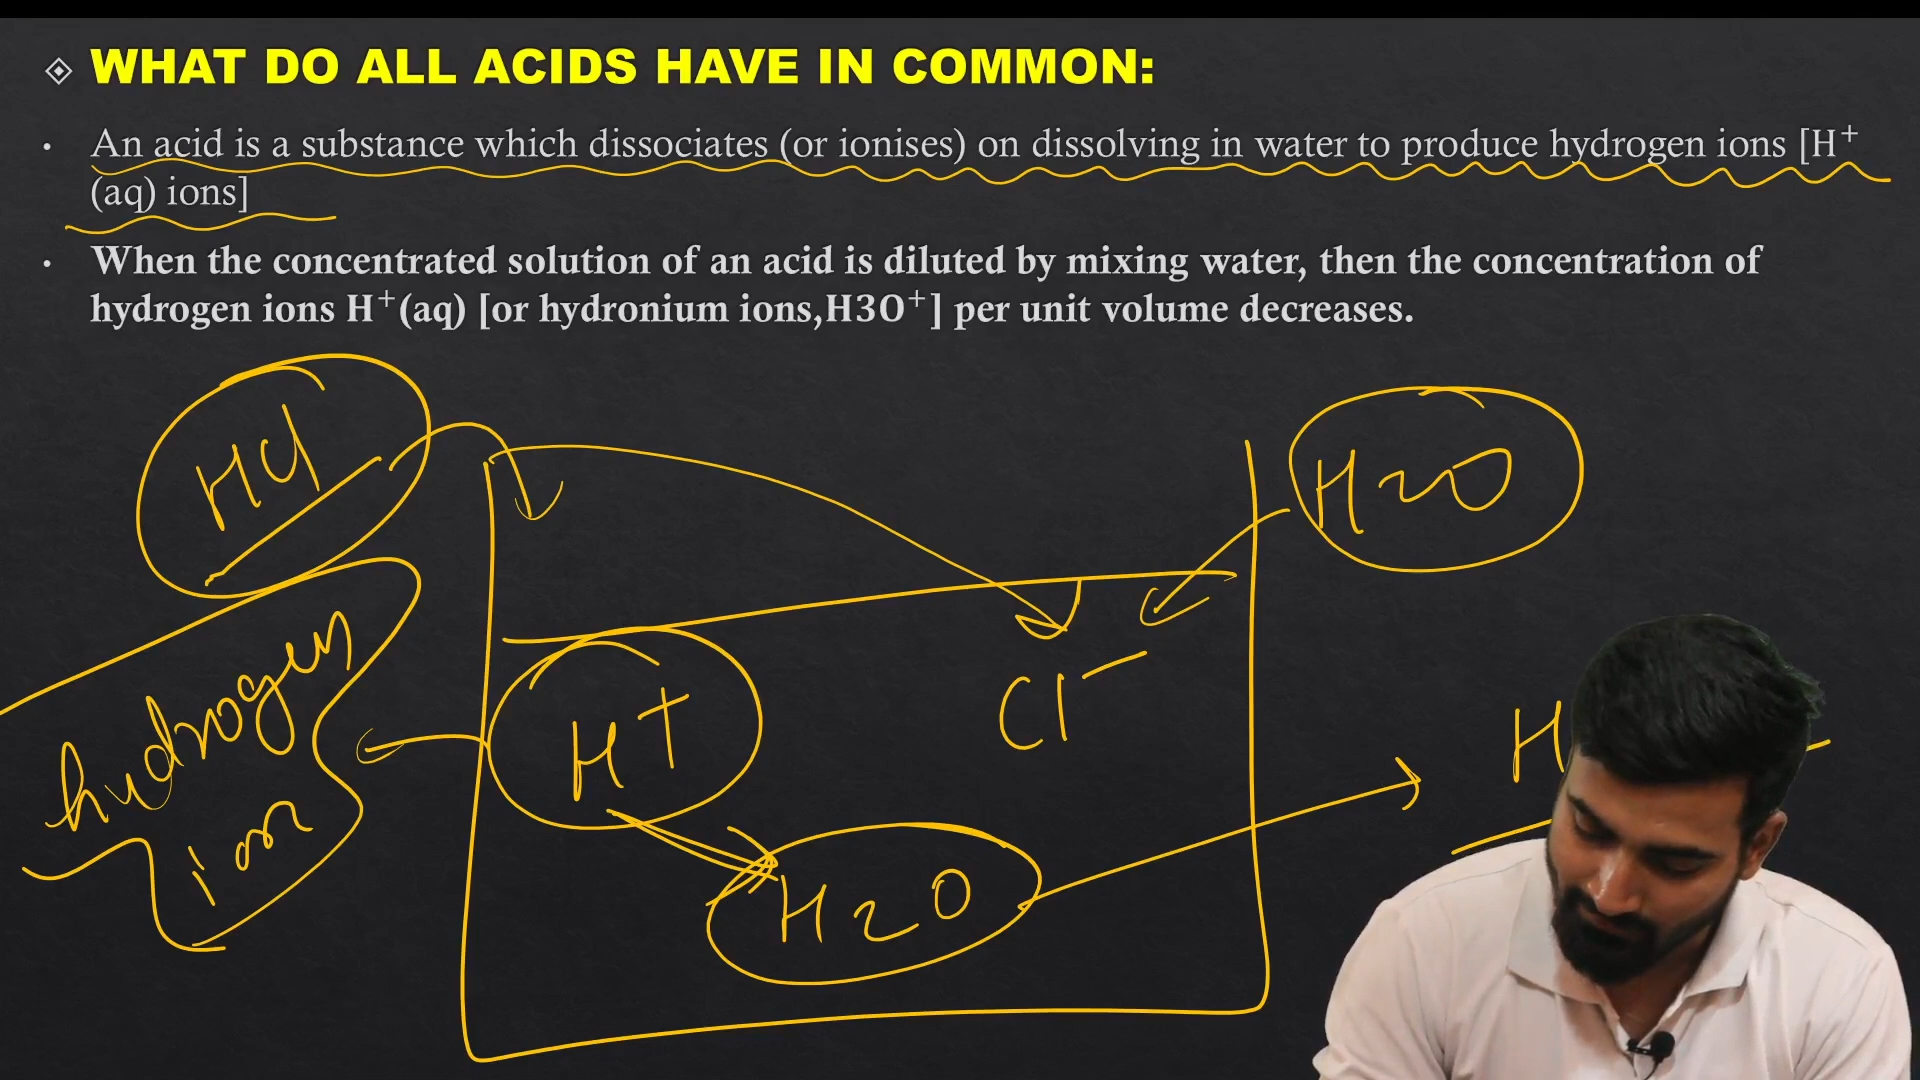 WHAT DO ALL ACIDS HAVE IN COMMON:
An acid is a substance which dissociates (or ionises) on dissolving in water to produce hydrogen ions [H⁺
(aq) ions]
When the concentrated solution of an acid is diluted by mixing water, then the concentration of
hydrogen ions H⁺(aq) [or hydronium ions,H3O⁺] per unit volume decreases.
HCl
H2O
hydrogen
ion
H+
Cl⁻
H2O
H